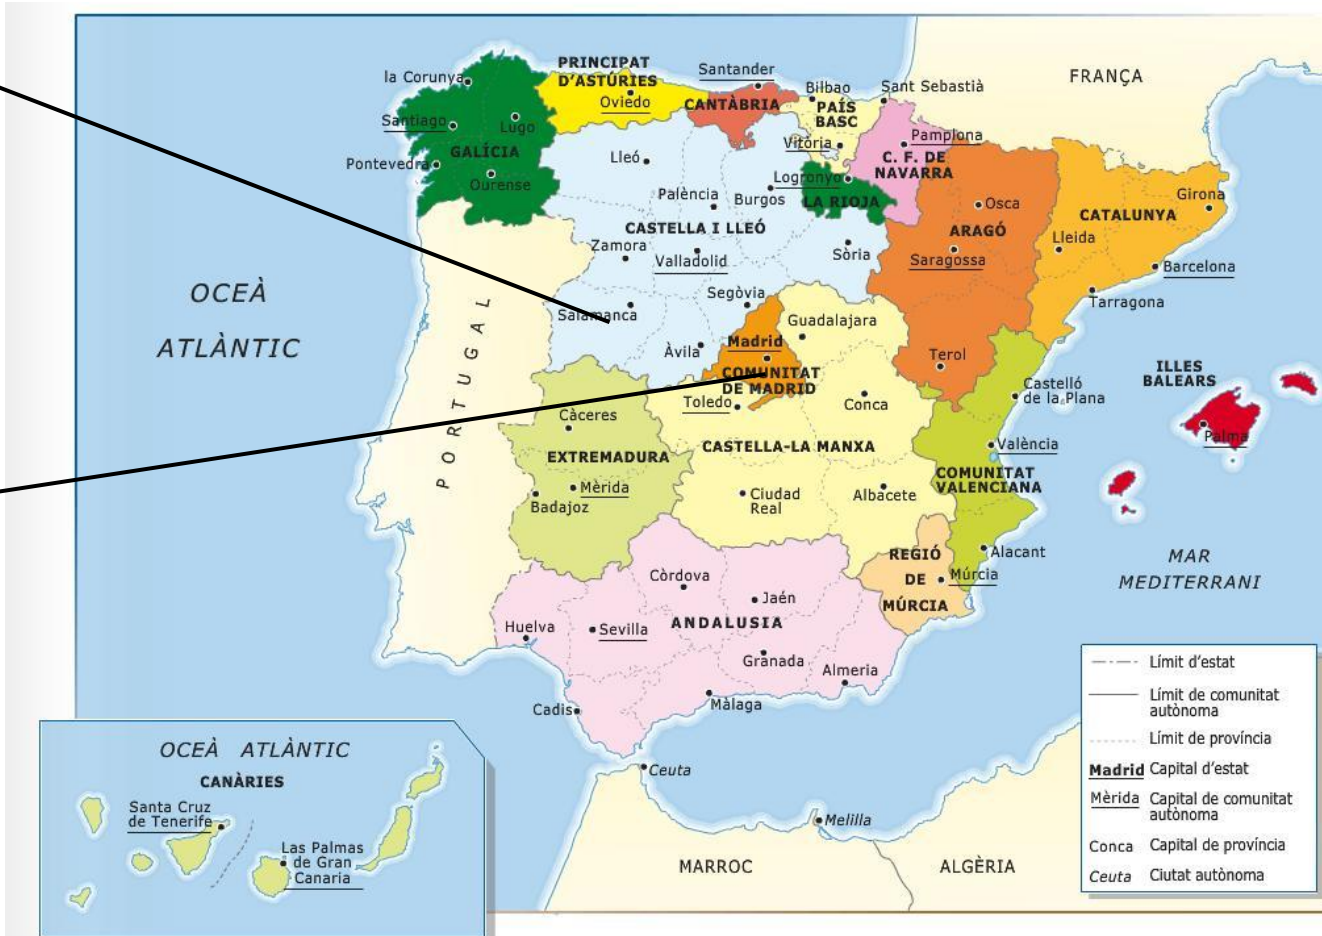 PRINCIPAT
D'ASTÚRIES
Santander
la Corunya
Oviedo
CANTÀBRIA
Bilbao
Sant Sebastià
FRANÇA
PAÍS
BASC
Santiago
Lugo
Vitòria
Pamplona
GALÍCIA
Lleó
C. F. DE
NAVARRA
Pontevedra
Ourense
Logronyo
Palència
Burgos
LA RIOJA
Osca
Girona
CASTELLA I LLEÓ
ARAGÓ
CATALUNYA
Zamora
Valladolid
Sòria
Saragossa
Lleida
Barcelona
OCEÀ
ATLÀNTIC
Segòvia
Tarragona
Salamanca
Guadalajara
PORTUGAL
Àvila
Madrid
COMUNITAT
DE MADRID
Terol
ILLES
BALEARS
Toledo
Conca
Castelló
de la Plana
Càceres
Palma
EXTREMADURA
CASTELLA-LA MANXA
València
COMUNITAT
VALENCIANA
Mèrida
Badajoz
Ciudad
Real
Albacete
REGIÓ
DE
MÚRCIA
Alacant
Múrcia
MAR
MEDITERRANI
Còrdova
Jaén
ANDALUSIA
Huelva
Sevilla
Granada
Almeria
Cadis
Màlaga
Ceuta
Melilla
MARROC
ALGÈRIA
OCEÀ ATLÀNTIC
CANÀRIES
Santa Cruz
de Tenerife
Las Palmas
de Gran
Canaria
Límit d'estat
Límit de comunitat
autònoma
Límit de província
Madrid Capital d'estat
Mèrida Capital de comunitat
autònoma
Conca Capital de província
Ceuta Ciutat autònoma